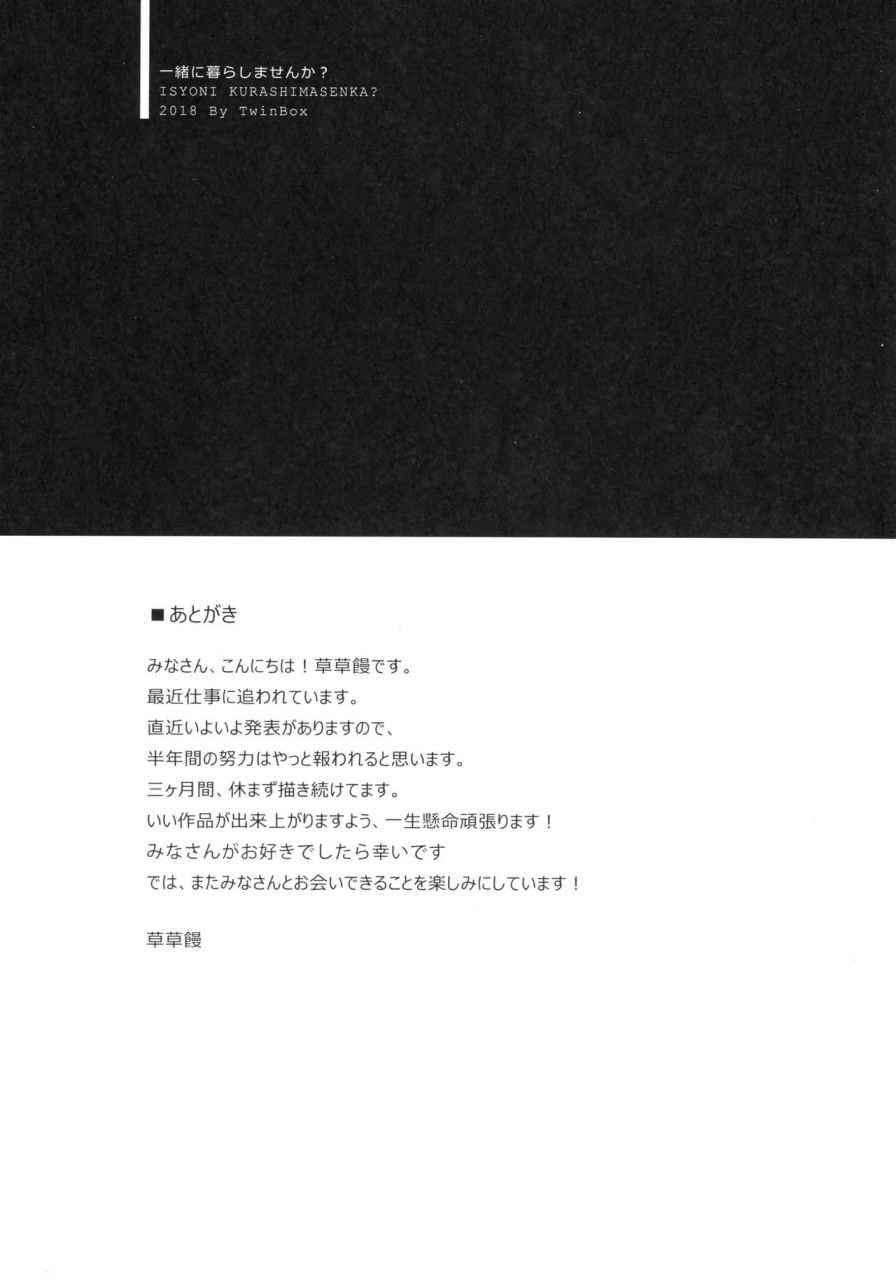 一緒に暮らしませんか？
ISYONI KURASHIMASENKA?
2018 By TwinBox
■あとがき
みなさん、こんにちは！草草饅です。
最近仕事に追われています。
直近いよいよ発表がありますので、
半年間の努力はやっと報われると思います。
三ヶ月間、休まず描き続けてます。
いい作品が出来上がりますよう、一生懸命頑張ります！
みなさんがお好きでしたら幸いです
では、またみなさんとお会いできることを楽しみにしています！
草草饅